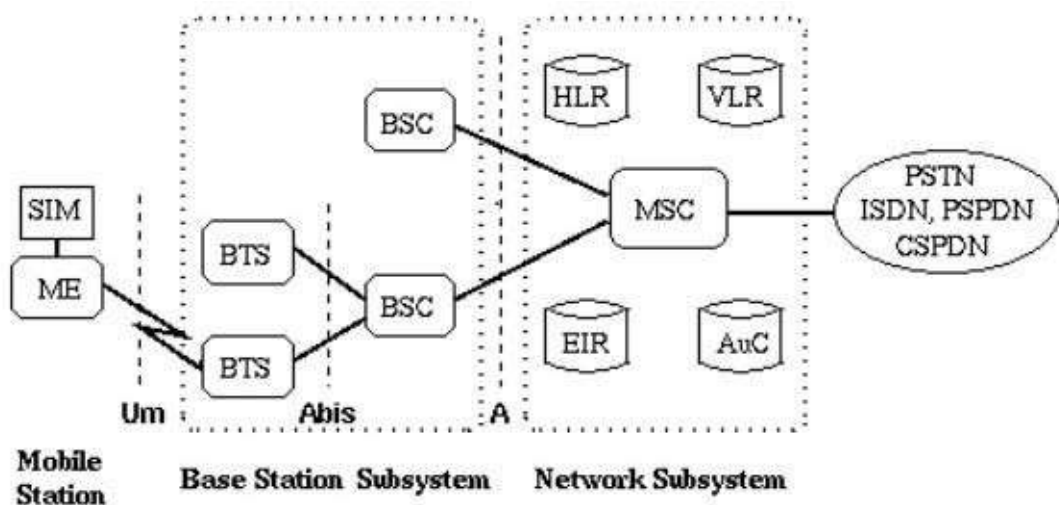 HLR
VLR
BSC
SIM
MSC
PSTN
ISDN, PSPDN
CSPDN
BTS
ME
BSC
EIR
AuC
BTS
Um
Abis
A
Mobile
Station
Base Station Subsystem
Network Subsystem